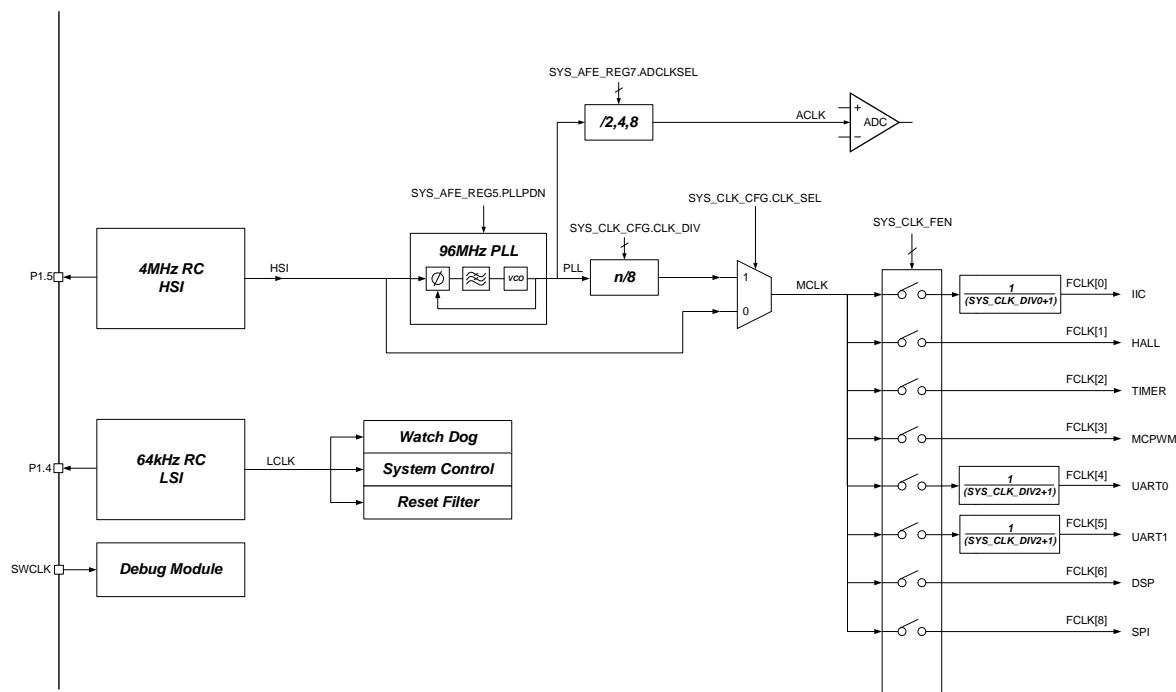 SYS_AFE_REG7.ADCLKSEL
/2,4,8
ACLK
+
ADC
−
SYS_AFE_REG5.PLLPDN
SYS_CLK_CFG.CLK_SEL
SYS_CLK_CFG.CLK_DIV
SYS_CLK_FEN
P1.5
4MHz RC
HSI
HSI
96MHz PLL
Ø
VCO
PLL
n/8
1
0
MCLK
1
(SYS_CLK_DIV0+1)
FCLK[0]
IIC
FCLK[1]
HALL
FCLK[2]
TIMER
FCLK[3]
MCPWM
1
(SYS_CLK_DIV2+1)
FCLK[4]
UART0
1
(SYS_CLK_DIV2+1)
FCLK[5]
UART1
FCLK[6]
DSP
FCLK[8]
SPI
P1.4
64kHz RC
LSI
LCLK
Watch Dog
System Control
Reset Filter
SWCLK
Debug Module